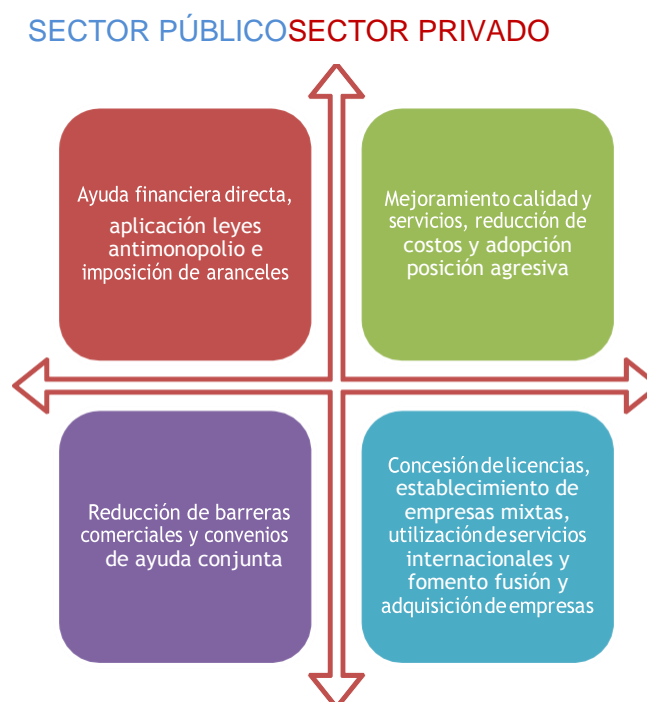 SECTOR PÚBLICOSECTOR PRIVADO
Ayuda financiera directa,
aplicación leyes
antimonopolio e
imposición de aranceles
Mejoramiento calidad y
servicios, reducción de
costos y adopción
posición agresiva
Reducción de barreras
comerciales y convenios
de ayuda conjunta
Concesión de licencias,
establecimiento de
empresas mixtas,
utilización de servicios
internacionales y
fomento fusión y
adquisición de empresas